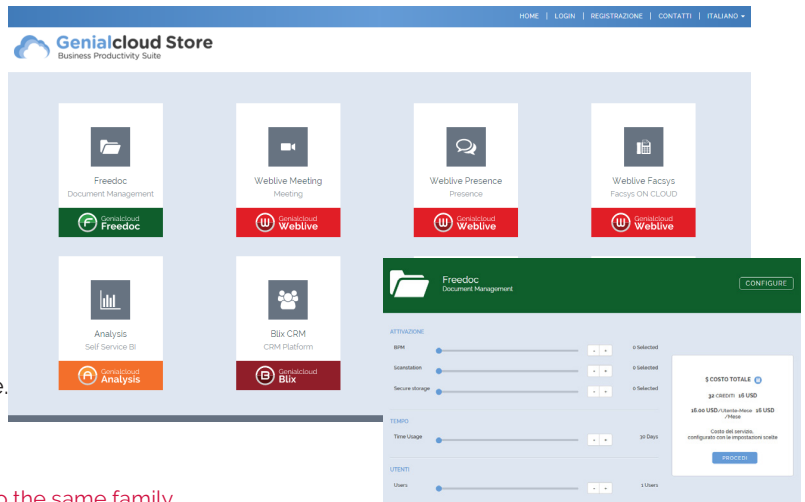 HOME | LOGIN | REGISTRAZIONE | CONTATTI | ITALIANO
Genialcloud Store
Business Productivity Suite
Freedoc
Document Management
Genialcloud
Freedoc
Weblive Meeting
Meeting
Genialcloud
Weblive
Weblive Presence
Presence
Genialcloud
Weblive
Weblive Facsys
Facsys ON CLOUD
Genialcloud
Weblive
Analysis
Self Service BI
Genialcloud
Analysis
Blix CRM
CRM Platform
Genialcloud
Blix
Freedoc
Document Management
CONFIGURE
ATTIVAZIONE
BPM
0 Selected
Scanstation
0 Selected
Secure storage
0 Selected
TEMPO
Time Usage
30 Days
UTENTI
Users
1 Users
$ COSTO TOTALE
32 CREDITI 16 USD
16.00 USD/Utente-Mese 16 USD
/Mese
Costo del servizio,
configurato con le impostazioni scelte
PROCEDI
e.
o the same family